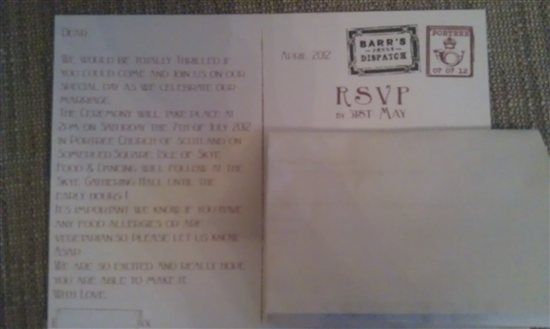 Dear
We would be totally thrilled if
you could come and join us on our
special day as we celebrate our
marriage.
The Ceremony will take place at
2pm on Saturday the 7th of July 2012
in Portree Church of Scotland on
Somerled Square, Isle of Skye
Food & Dancing will follow at the
Skye Gathering Hall until the
early hours!
It's important we know if you have
any food allergies or are
vegetarian so please let us know
asap
We are so excited and really hope
you are able to make it.
With Love
xx
April 2012
BARR'S
DISPATCH
PORTREE
07 07 12
RSVP
by 31st May